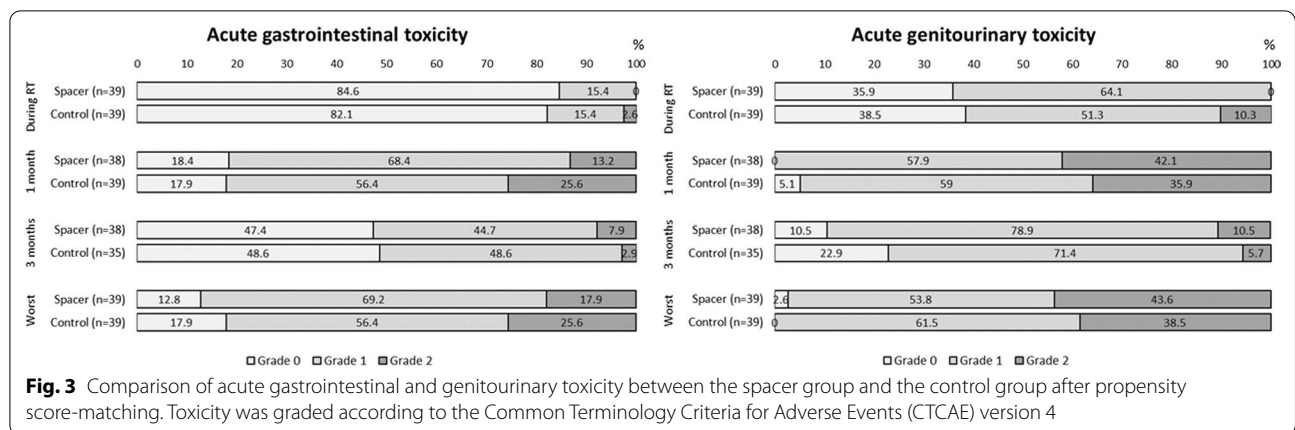 Acute gastrointestinal toxicity
%
0 10 20 30 40 50 60 70 80 90 100
During RT
Spacer (n=39) 84.6 15.4 0
Control (n=39) 82.1 15.4 2.6
1 month
Spacer (n=38) 18.4 68.4 13.2
Control (n=39) 17.9 56.4 25.6
3 months
Spacer (n=38) 47.4 44.7 7.9
Control (n=35) 48.6 48.6 2.9
Worst
Spacer (n=39) 12.8 69.2 17.9
Control (n=39) 17.9 56.4 25.6
Grade 0 Grade 1 Grade 2
Acute genitourinary toxicity
%
0 10 20 30 40 50 60 70 80 90 100
During RT
Spacer (n=39) 35.9 64.1 0
Control (n=39) 38.5 51.3 10.3
1 month
Spacer (n=38) 0 57.9 42.1
Control (n=39) 5.1 59 35.9
3 months
Spacer (n=38) 10.5 78.9 10.5
Control (n=35) 22.9 71.4 5.7
Worst
Spacer (n=39) 2.6 53.8 43.6
Control (n=39) 0 61.5 38.5
Grade 0 Grade 1 Grade 2
Fig. 3 Comparison of acute gastrointestinal and genitourinary toxicity between the spacer group and the control group after propensity
score-matching. Toxicity was graded according to the Common Terminology Criteria for Adverse Events (CTCAE) version 4